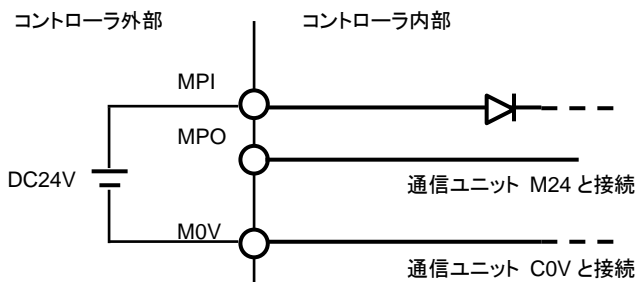 コントローラ外部
コントローラ内部
MPI
MPO
DC24V
通信ユニット M24 と接続
M0V
通信ユニット C0V と接続